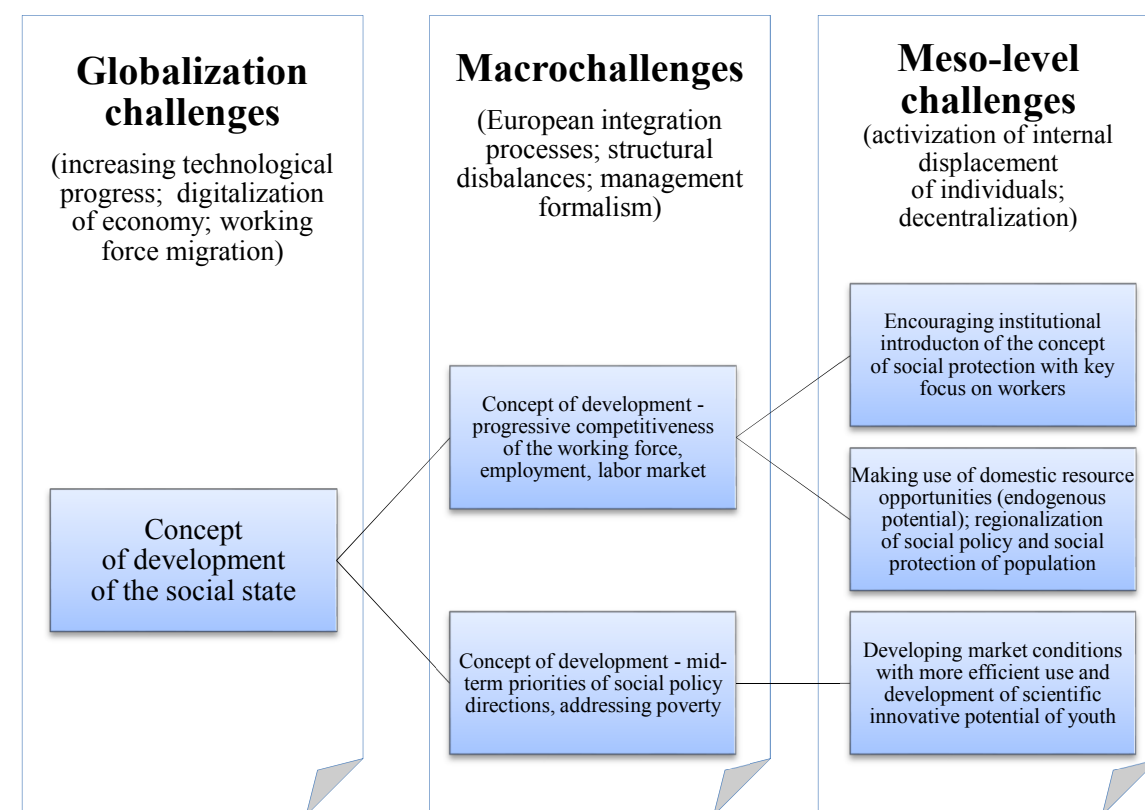 Globalization
challenges
(increasing technological
progress; digitalization
of economy; working
force migration)
Concept
of development
of the social state
Macrochallenges
(European integration
processes; structural
disbalances; management
formalism)
Concept of development -
progressive competitiveness
of the working force,
employment, labor market
Concept of development - mid-
term priorities of social policy
directions, addressing poverty
Meso-level
challenges
(activization of internal
displacement
of individuals;
decentralization)
Encouraging institutional
introducton of the concept
of social protection with key
focus on workers
Making use of domestic resource
opportunities (endogenous
potential); regionalization
of social policy and social
protection of population
Developing market conditions
with more efficient use and
development of scientific
innovative potential of youth